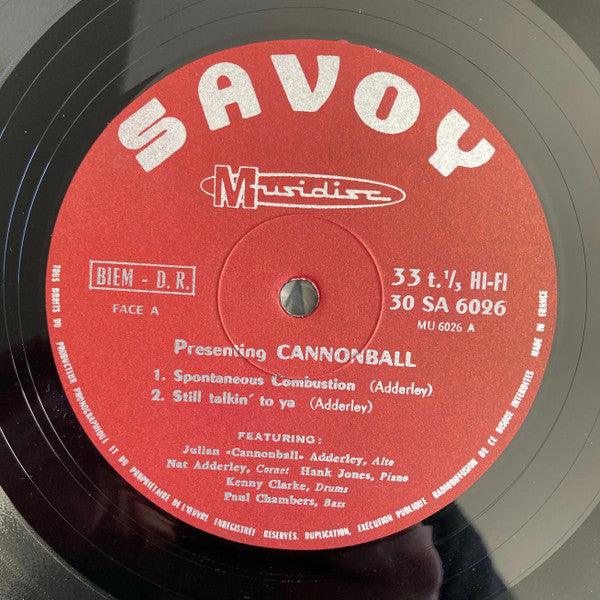 SAVOY
Musidisc
BIEM - D. R.
FACE A
33 t. 1/3 HI-FI
30 SA 6026
MU 6026 A
Presenting CANNONBALL
1. Spontaneous Combustion (Adderley)
2. Still talkin' to ya (Adderley)
FEATURING :
Julian «Cannonball» Adderley, Alto
Nat Adderley, Cornet Hank Jones, Piano
Kenny Clarke, Drums
Paul Chambers, Bass
TOUS DROITS DU PRODUCTEUR PHONOGRAPHIQUE ET DU PROPRIÉTAIRE DE L'ŒUVRE ENREGISTRÉE RÉSERVÉS. DUPLICATION, EXÉCUTION PUBLIQUE RADIODIFFUSION DE CE DISQUE INTERDITES MADE IN FRANCE